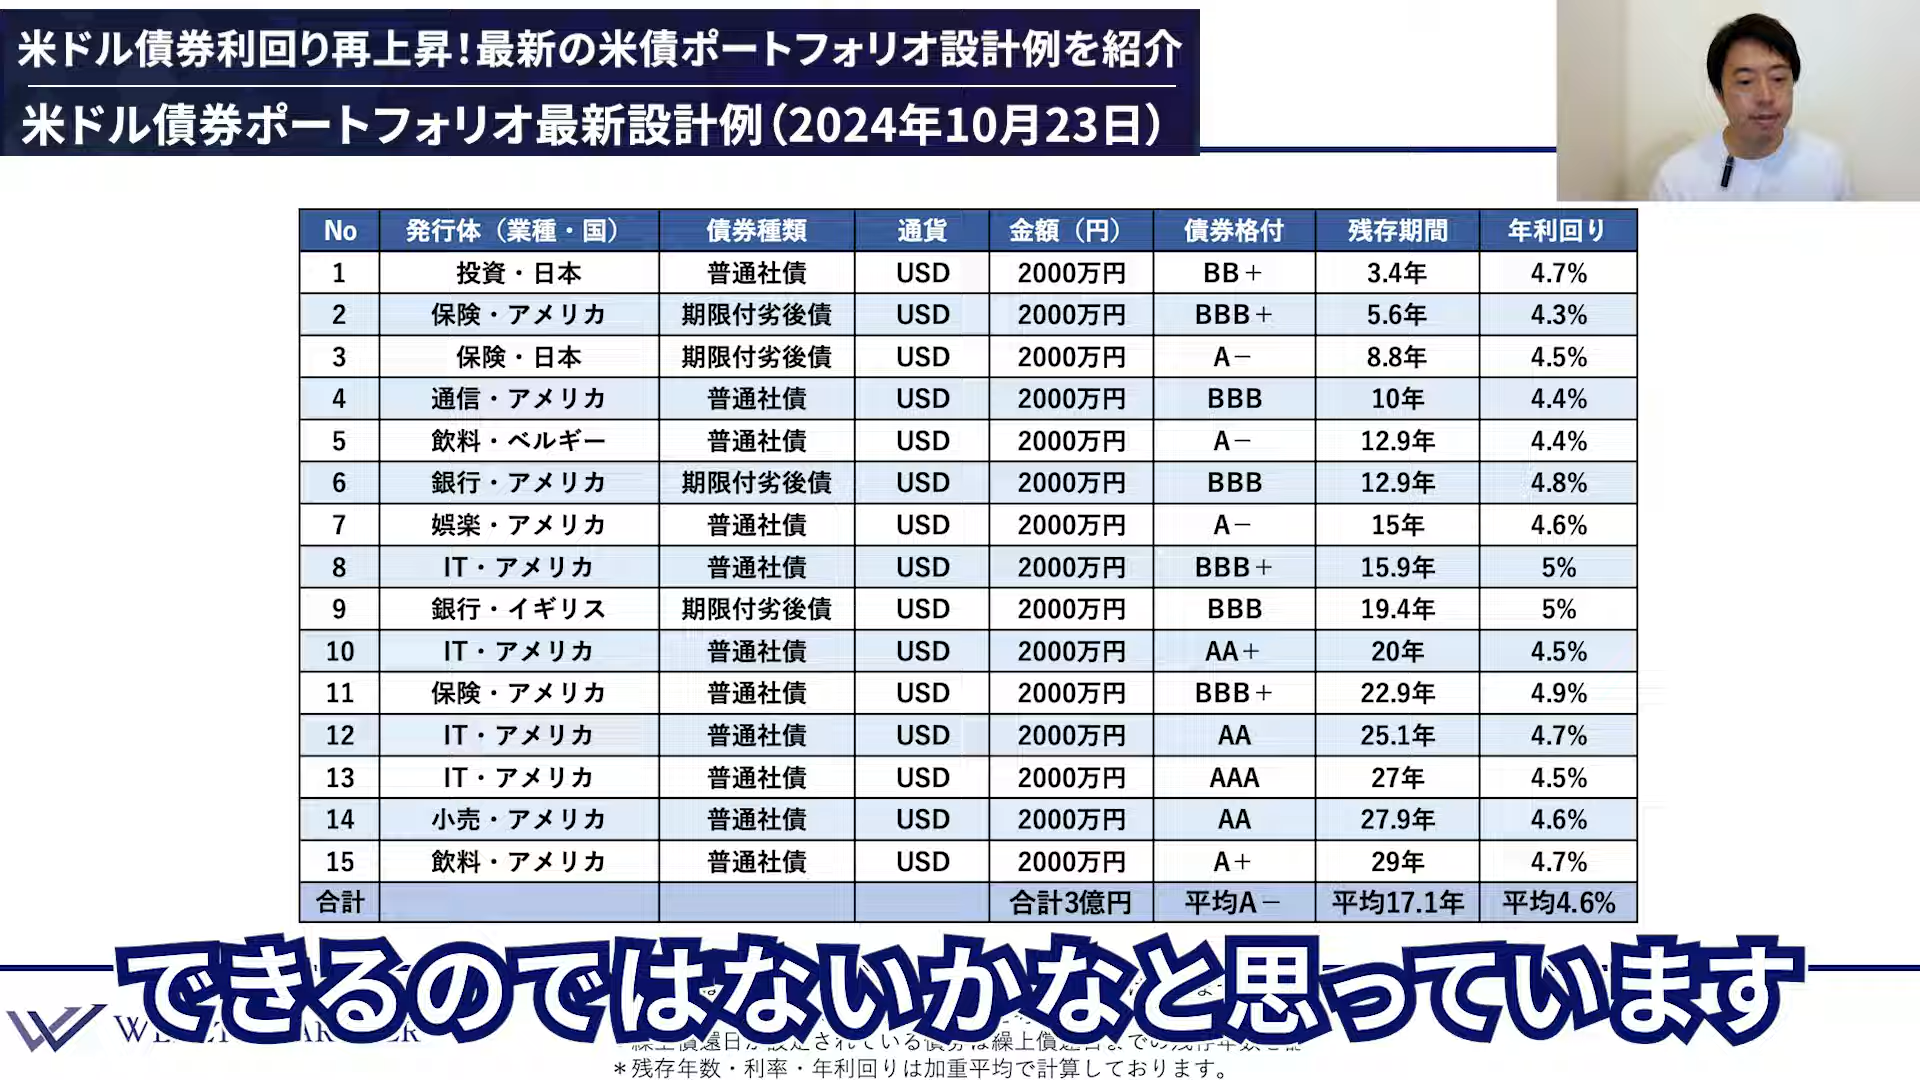 米ドル債券利回り再上昇!最新の米債ポートフォリオ設計例を紹介
米ドル債券ポートフォリオ最新設計例(2024年10月23日)
No 発行体(業種・国) 債券種類 通貨 金額(円) 債券格付 残存期間 年利回り
1 投資・日本 普通社債 USD 2000万円 BB+ 3.4年 4.7%
2 保険・アメリカ 期限付劣後債 USD 2000万円 BBB+ 5.6年 4.3%
3 保険・日本 期限付劣後債 USD 2000万円 A− 8.8年 4.5%
4 通信・アメリカ 普通社債 USD 2000万円 BBB 10年 4.4%
5 飲料・ベルギー 普通社債 USD 2000万円 A− 12.9年 4.4%
6 銀行・アメリカ 期限付劣後債 USD 2000万円 BBB 12.9年 4.8%
7 娯楽・アメリカ 普通社債 USD 2000万円 A− 15年 4.6%
8 IT・アメリカ 普通社債 USD 2000万円 BBB+ 15.9年 5%
9 銀行・イギリス 期限付劣後債 USD 2000万円 BBB 19.4年 5%
10 IT・アメリカ 普通社債 USD 2000万円 AA+ 20年 4.5%
11 保険・アメリカ 普通社債 USD 2000万円 BBB+ 22.9年 4.9%
12 IT・アメリカ 普通社債 USD 2000万円 AA 25.1年 4.7%
13 IT・アメリカ 普通社債 USD 2000万円 AAA 27年 4.5%
14 小売・アメリカ 普通社債 USD 2000万円 AA 27.9年 4.6%
15 飲料・アメリカ 普通社債 USD 2000万円 A+ 29年 4.7%
合計 合計3億円 平均A− 平均17.1年 平均4.6%
できるのではないかなと思っています
*残存年数・利率・年利回りは加重平均で計算しております。